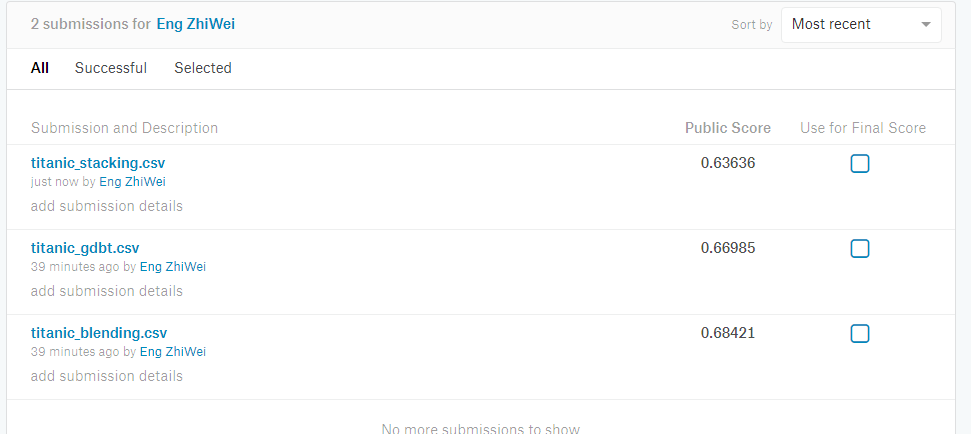 2 submissions for Eng ZhiWei Sort by Most recent
All Successful Selected
Submission and Description Public Score Use for Final Score
titanic_stacking.csv 0.63636
just now by Eng ZhiWei
add submission details
titanic_gdbt.csv 0.66985
39 minutes ago by Eng ZhiWei
add submission details
titanic_blending.csv 0.68421
39 minutes ago by Eng ZhiWei
add submission details
No more submissions to show